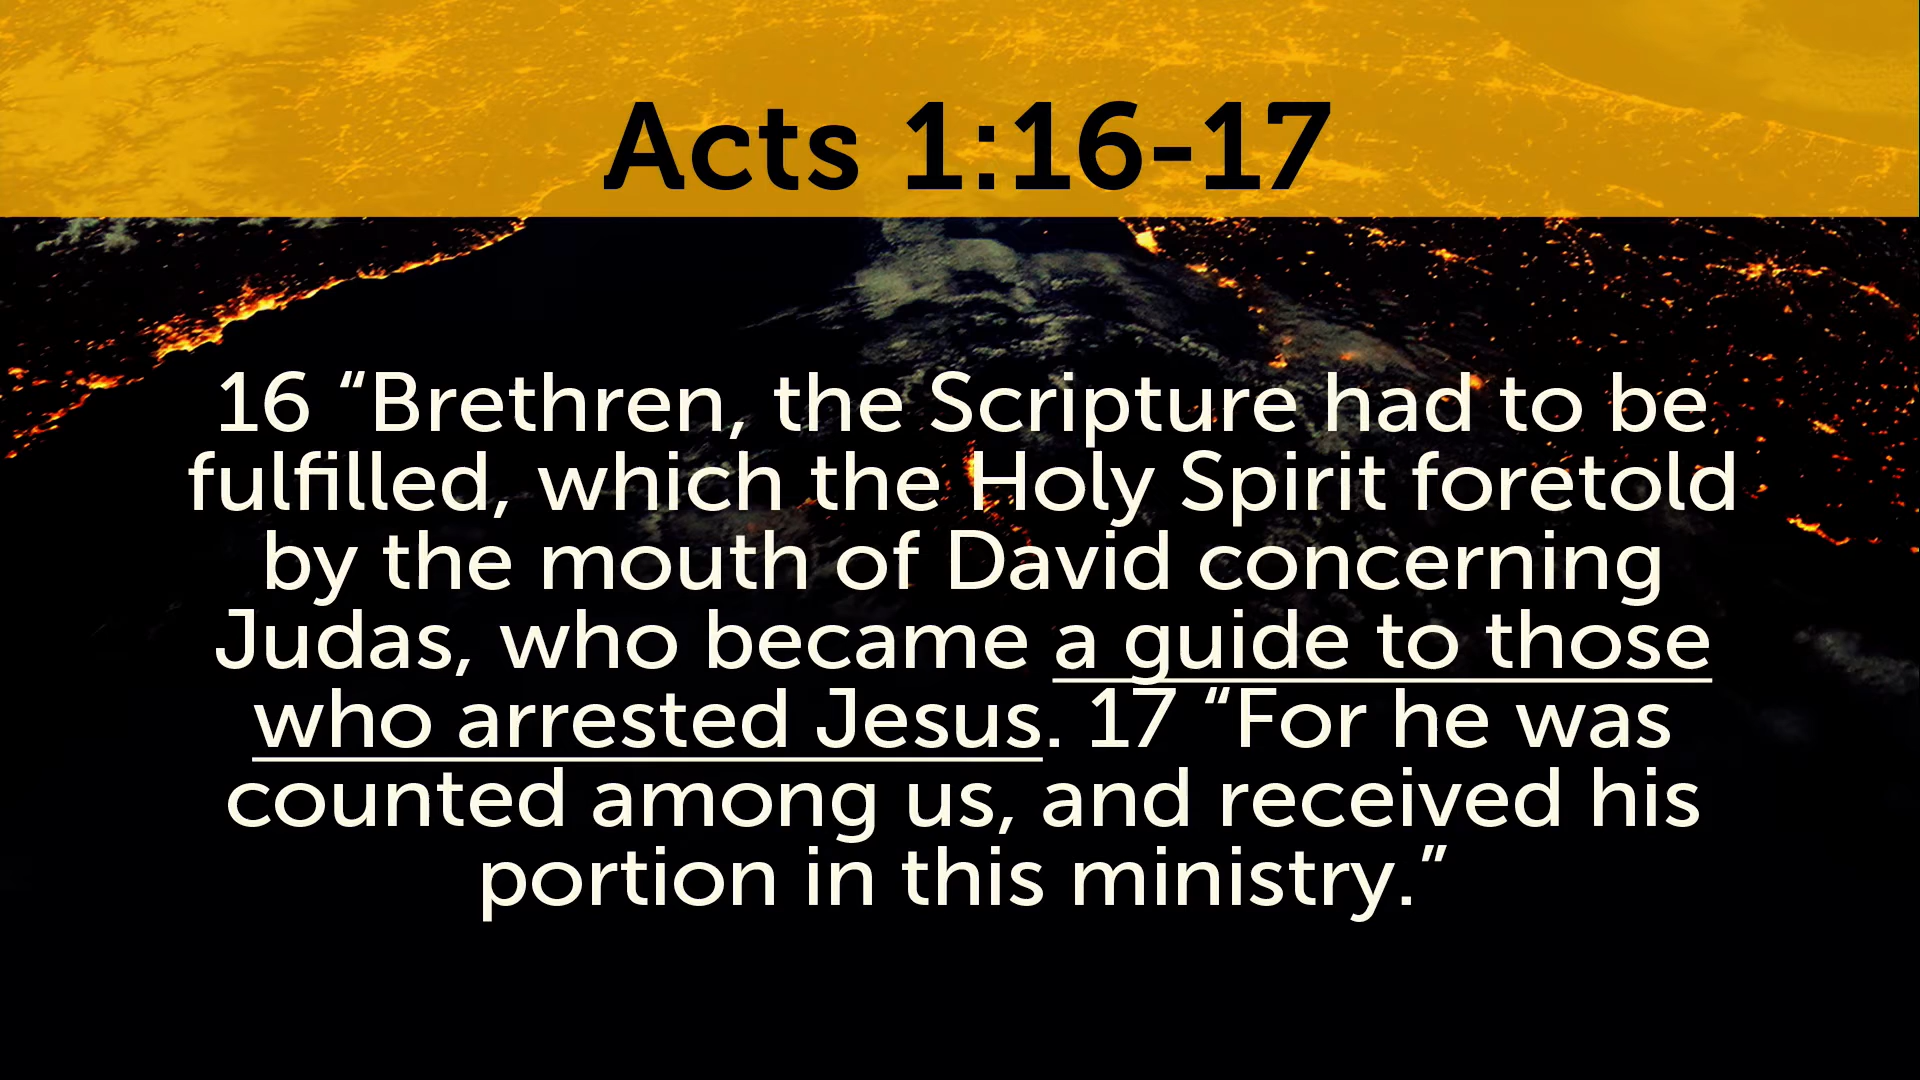 Acts 1:16-17
16 “Brethren, the Scripture had to be
fulfilled, which the Holy Spirit foretold
by the mouth of David concerning
Judas, who became a guide to those
who arrested Jesus. 17 “For he was
counted among us, and received his
portion in this ministry.”